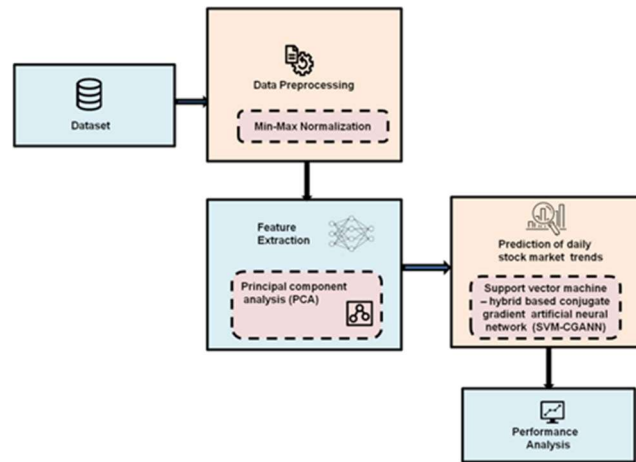 Dataset
Data Preprocessing
Min-Max Normalization
Feature
Extraction
Principal component
analysis (PCA)
Prediction of daily
stock market trends
Support vector machine
– hybrid based conjugate
gradient artificial neural
network (SVM-CGANN)
Performance
Analysis